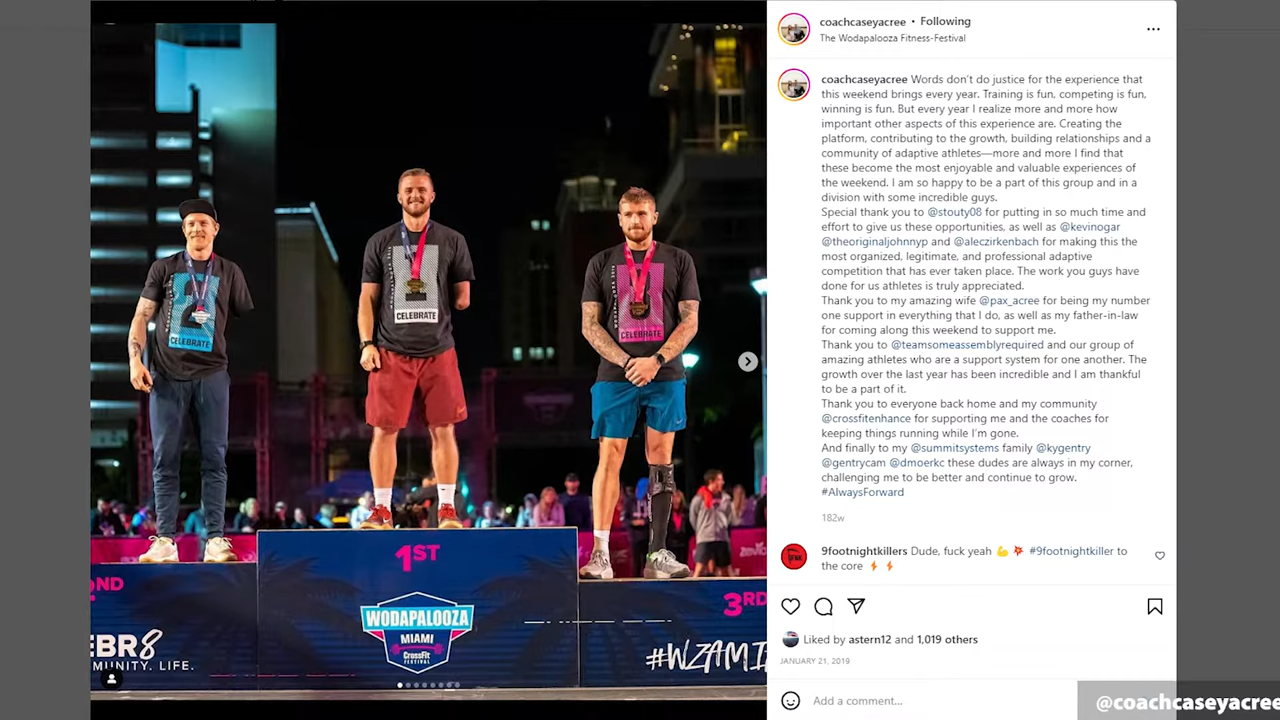 coachcaseyacree • Following
The Wodapalooza Fitness-Festival
coachcaseyacree Words don't do justice for the experience that
this weekend brings every year. Training is fun, competing is fun,
winning is fun. But every year I realize more and more how
important other aspects of this experience are. Creating the
platform, contributing to the growth, building relationships and a
community of adaptive athletes—more and more I find that
these become the most enjoyable and valuable experiences of
the weekend. I am so happy to be a part of this group and in a
division with some incredible guys.
Special thank you to @stouty08 for putting in so much time and
effort to give us these opportunities, as well as @kevinogar
@theoriginaljohnnyp and @aleczirkenbach for making this the
most organized, legitimate, and professional adaptive
competition that has ever taken place. The work you guys have
done for us athletes is truly appreciated.
Thank you to my amazing wife @pax_acree for being my number
one support in everything that I do, as well as my father-in-law
for coming along this weekend to support me.
Thank you to @teamsomeassemblyrequired and our group of
amazing athletes who are a support system for one another. The
growth over the last year has been incredible and I am thankful
to be a part of it.
Thank you to everyone back home and my community
@crossfitenhance for supporting me and the coaches for
keeping things running while I'm gone.
And finally to my @summitsystems family @kygentry
@gentrycam @dmoerkc these dudes are always in my corner,
challenging me to be better and continue to grow.
#AlwaysForward
182w
9footnightkillers Dude, fuck yeah 💪 💥 #9footnightkiller to
the core ⚡ ⚡
Liked by astern12 and 1,019 others
JANUARY 21, 2019
Add a comment...
@coachcaseyacree
CELEBRATE
CELEBRATE
CELEBRATE
1ST
2ND
3RD
WODAPALOOZA
MIAMI
CrossFit
FESTIVAL
EBR8
MUNITY. LIFE.
#WZAMI